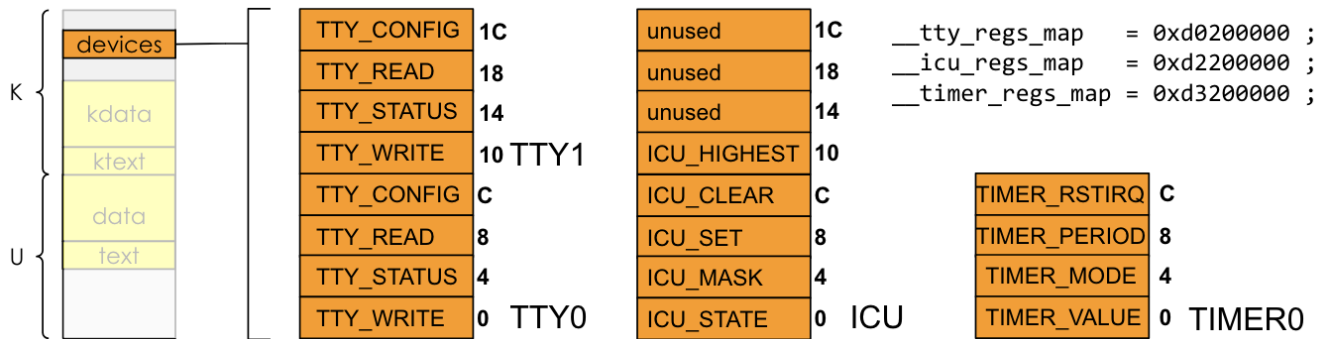 K
U
devices
kdata
ktext
data
text
TTY_CONFIG 1C
TTY_READ 18
TTY_STATUS 14
TTY_WRITE 10 TTY1
TTY_CONFIG C
TTY_READ 8
TTY_STATUS 4
TTY_WRITE 0 TTY0
unused 1C
unused 18
unused 14
ICU_HIGHEST 10
ICU_CLEAR C
ICU_SET 8
ICU_MASK 4
ICU_STATE 0 ICU
__tty_regs_map = 0xd0200000 ;
__icu_regs_map = 0xd2200000 ;
__timer_regs_map = 0xd3200000 ;
TIMER_RSTIRQ C
TIMER_PERIOD 8
TIMER_MODE 4
TIMER_VALUE 0 TIMER0